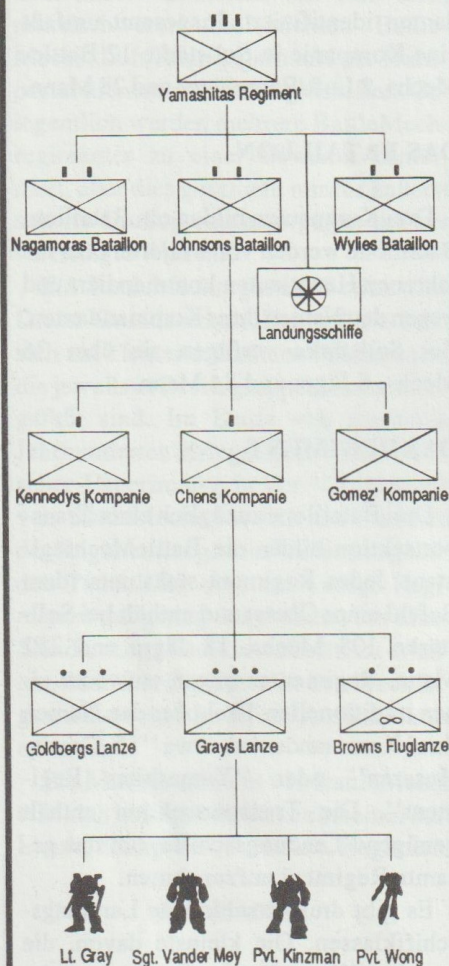 Yamashitas Regiment
Nagamoras Bataillon
Johnsons Bataillon
Wylies Bataillon
Landungsschiffe
Kennedys Kompanie
Chens Kompanie
Gomez' Kompanie
Goldbergs Lanze
Grays Lanze
Browns Fluglanze
Lt. Gray
Sgt. Vander Mey
Pvt. Kinzman
Pvt. Wong